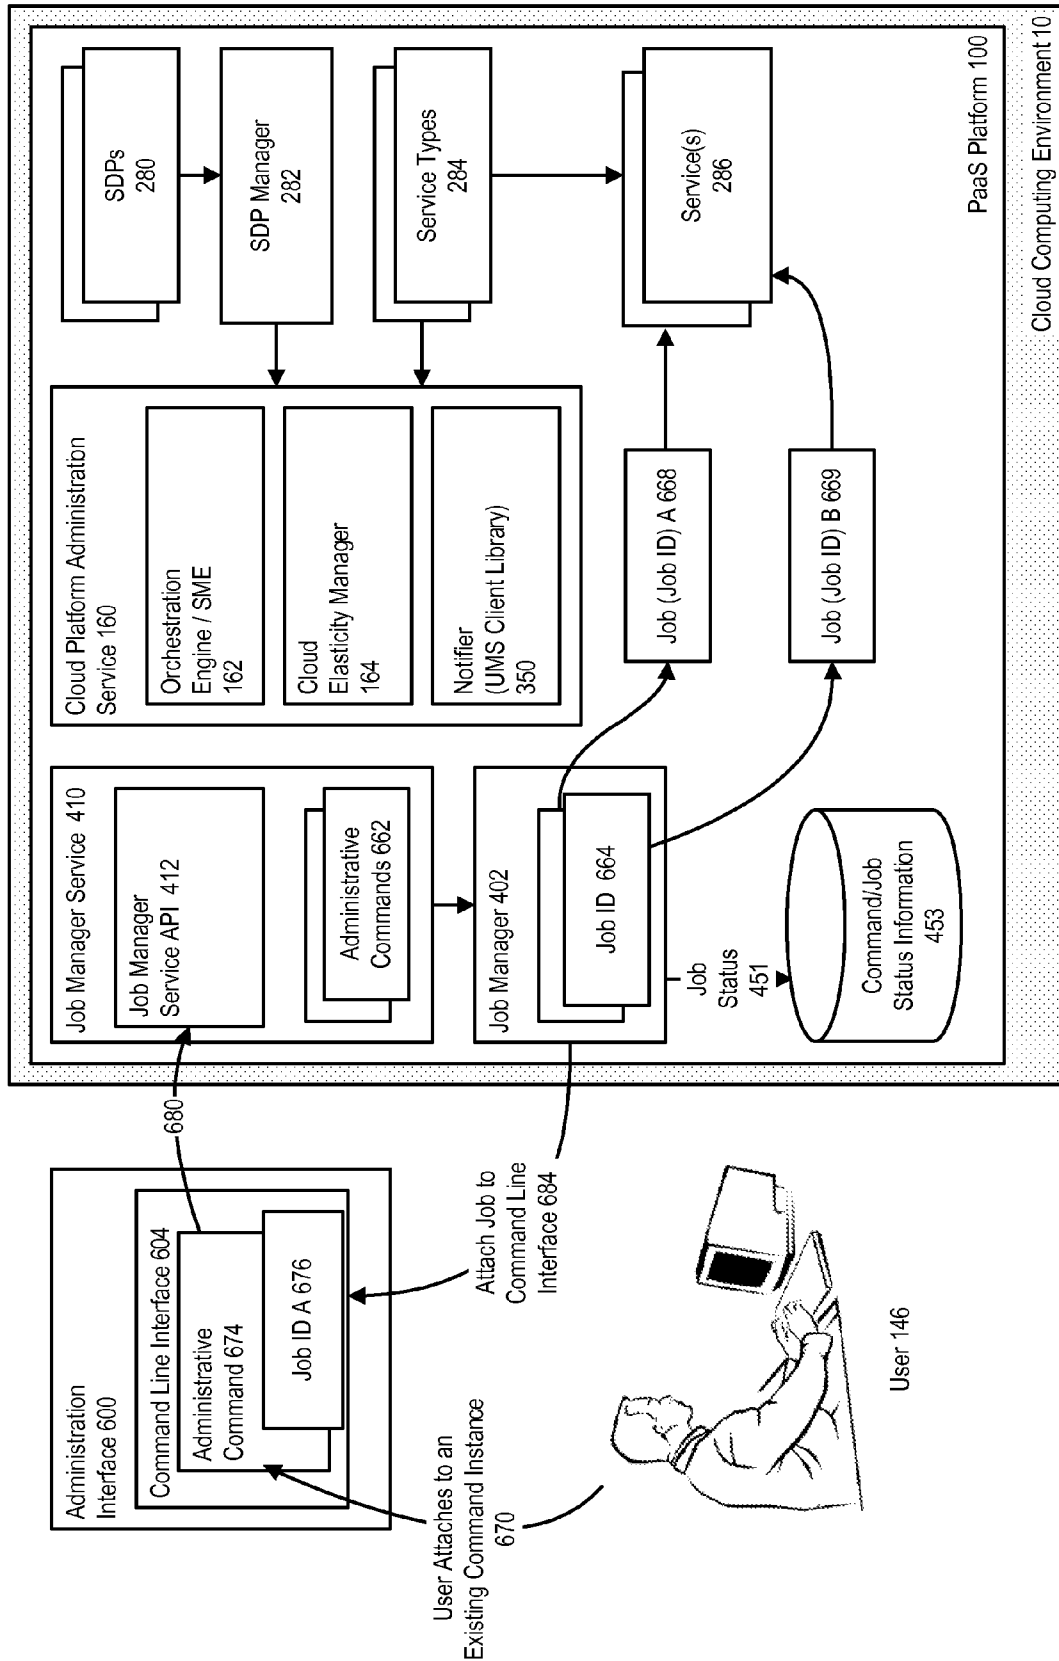 Administration
Interface 600
Command Line Interface 604
Administrative
Command 674
Job ID A 676
680
User Attaches to an
Existing Command Instance
670
Attach Job to
Command Line
Interface 684
User 146
Job Manager Service 410
Job Manager
Service API 412
Administrative
Commands 662
Job Manager 402
Job ID 664
Job
Status
451
Command/Job
Status Information
453
Cloud Platform Administration
Service 160
Orchestration
Engine / SME
162
Cloud
Elasticity Manager
164
Notifier
(UMS Client Library)
350
Job (Job ID) A 668
Job (Job ID) B 669
SDPs
280
SDP Manager
282
Service Types
284
Service(s)
286
PaaS Platform 100
Cloud Computing Environment 10